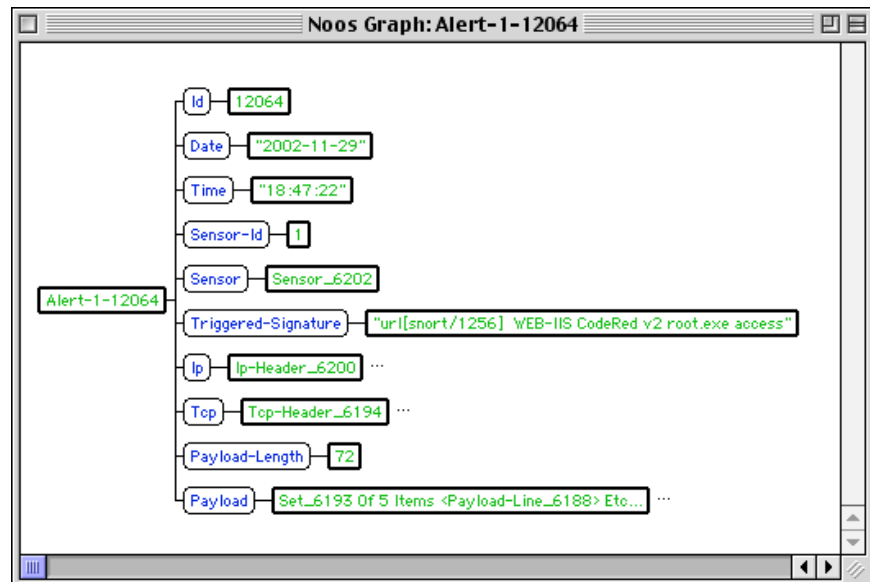 Noos Graph: Alert-1-12064
Id 12064
Date "2002-11-29"
Time "18:47:22"
Sensor-Id 1
Sensor Sensor_6202
Alert-1-12064
Triggered-Signature "url[snort/1256] WEB-IIS CodeRed v2 root.exe access"
Ip Ip-Header_6200 ...
Tcp Tcp-Header_6194 ...
Payload-Length 72
Payload Set_6193 Of 5 Items <Payload-Line_6188> Etc... ...